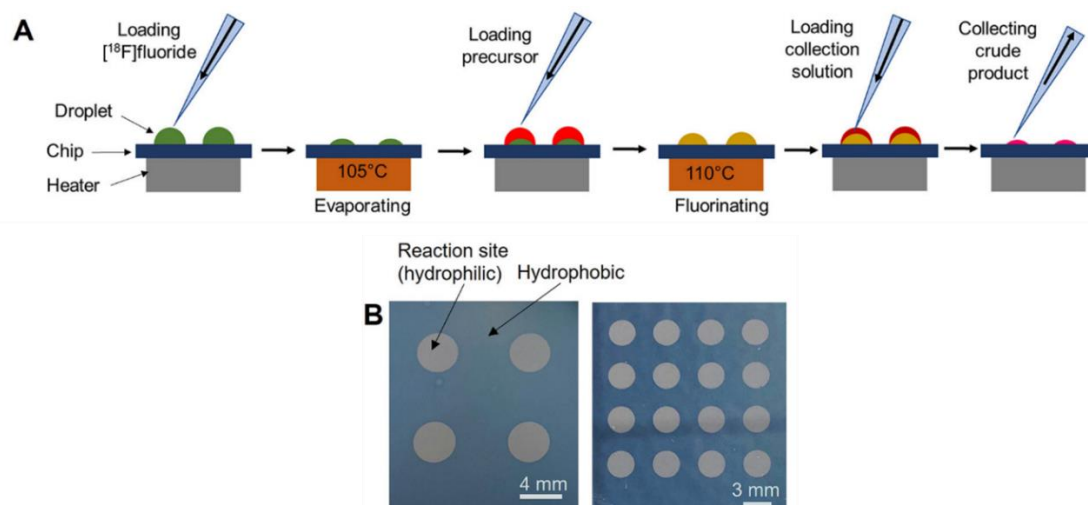 A
Loading
[¹⁸F]fluoride
Loading
precursor
Loading
collection
solution
Collecting
crude
product
Droplet
Chip
Heater
105°C
110°C
Evaporating
Fluorinating
Reaction site
(hydrophilic)
Hydrophobic
B
4 mm
3 mm